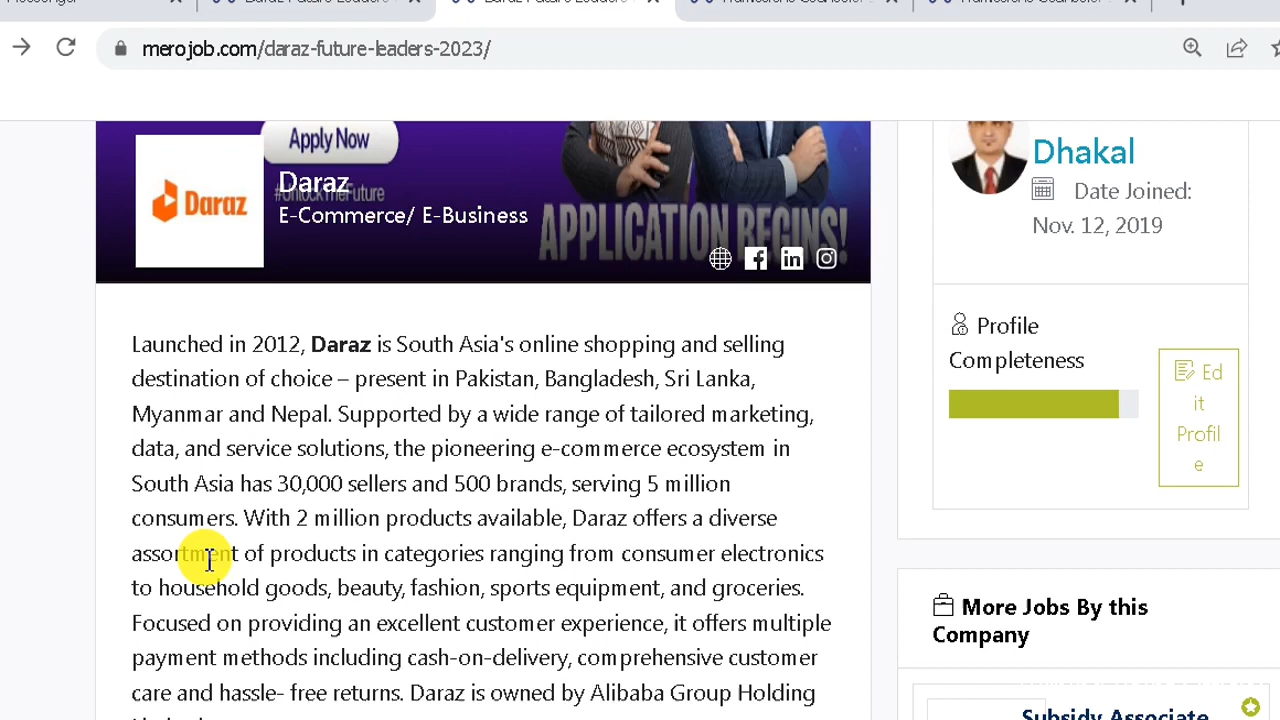 merojob.com/daraz-future-leaders-2023/
Apply Now
Daraz
Daraz
#UnlockTheFuture
E-Commerce/ E-Business
APPLICATION BEGINS!
Launched in 2012, Daraz is South Asia's online shopping and selling
destination of choice – present in Pakistan, Bangladesh, Sri Lanka,
Myanmar and Nepal. Supported by a wide range of tailored marketing,
data, and service solutions, the pioneering e-commerce ecosystem in
South Asia has 30,000 sellers and 500 brands, serving 5 million
consumers. With 2 million products available, Daraz offers a diverse
assortment of products in categories ranging from consumer electronics
to household goods, beauty, fashion, sports equipment, and groceries.
Focused on providing an excellent customer experience, it offers multiple
payment methods including cash-on-delivery, comprehensive customer
care and hassle- free returns. Daraz is owned by Alibaba Group Holding
Dhakal
Date Joined:
Nov. 12, 2019
Profile
Completeness
Ed
it
Profil
e
More Jobs By this
Company
Subsidy Associate